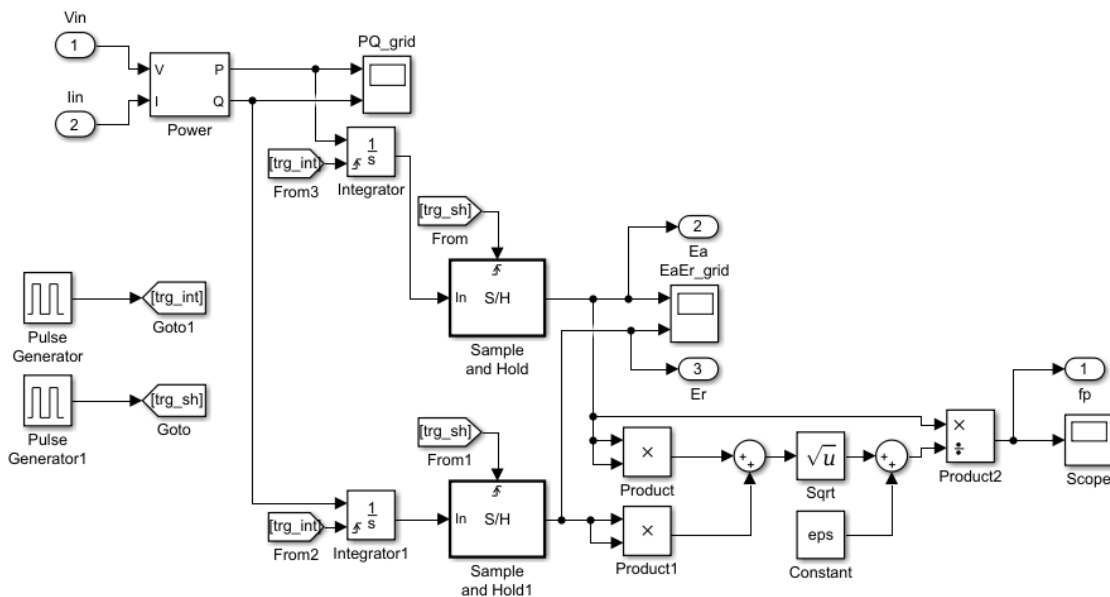 Vin
1
V
P
I
Q
Power
Iin
2
PQ_grid
[trg_int]
From3
1
s
Integrator
[trg_sh]
From
In
S/H
Sample
and Hold
2
Ea
EaEr_grid
3
Er
Pulse
Generator
[trg_int]
Goto1
Pulse
Generator1
[trg_sh]
Goto
[trg_sh]
From1
[trg_int]
From2
1
s
Integrator1
In
S/H
Sample
and Hold1
×
Product
×
Product1
+
+
√u
Sqrt
+
+
eps
Constant
×
÷
Product2
1
fp
Scope